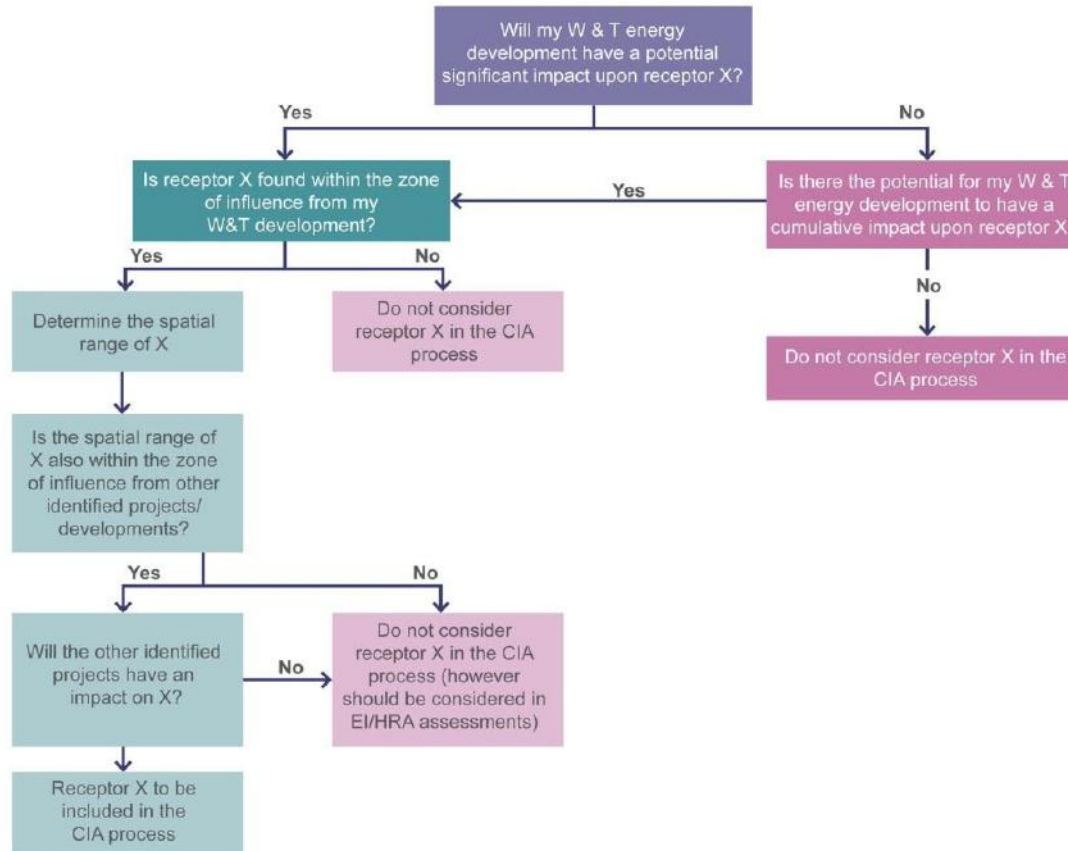 Will my W & T energy
development have a potential
significant impact upon receptor X?
Yes
No
Is receptor X found within the zone
of influence from my
W&T development?
Yes
Is there the potential for my W & T
energy development to have a
cumulative impact upon receptor X
Yes
No
No
Determine the spatial
range of X
Do not consider
receptor X in the CIA
process
Do not consider receptor X in the
CIA process
Is the spatial range of
X also within the zone
of influence from other
identified projects/
developments?
Yes
No
Will the other identified
projects have an
impact on X?
No
Do not consider
receptor X in the CIA
process (however
should be considered in
EI/HRA assessments)
Receptor X to be
included in the
CIA process